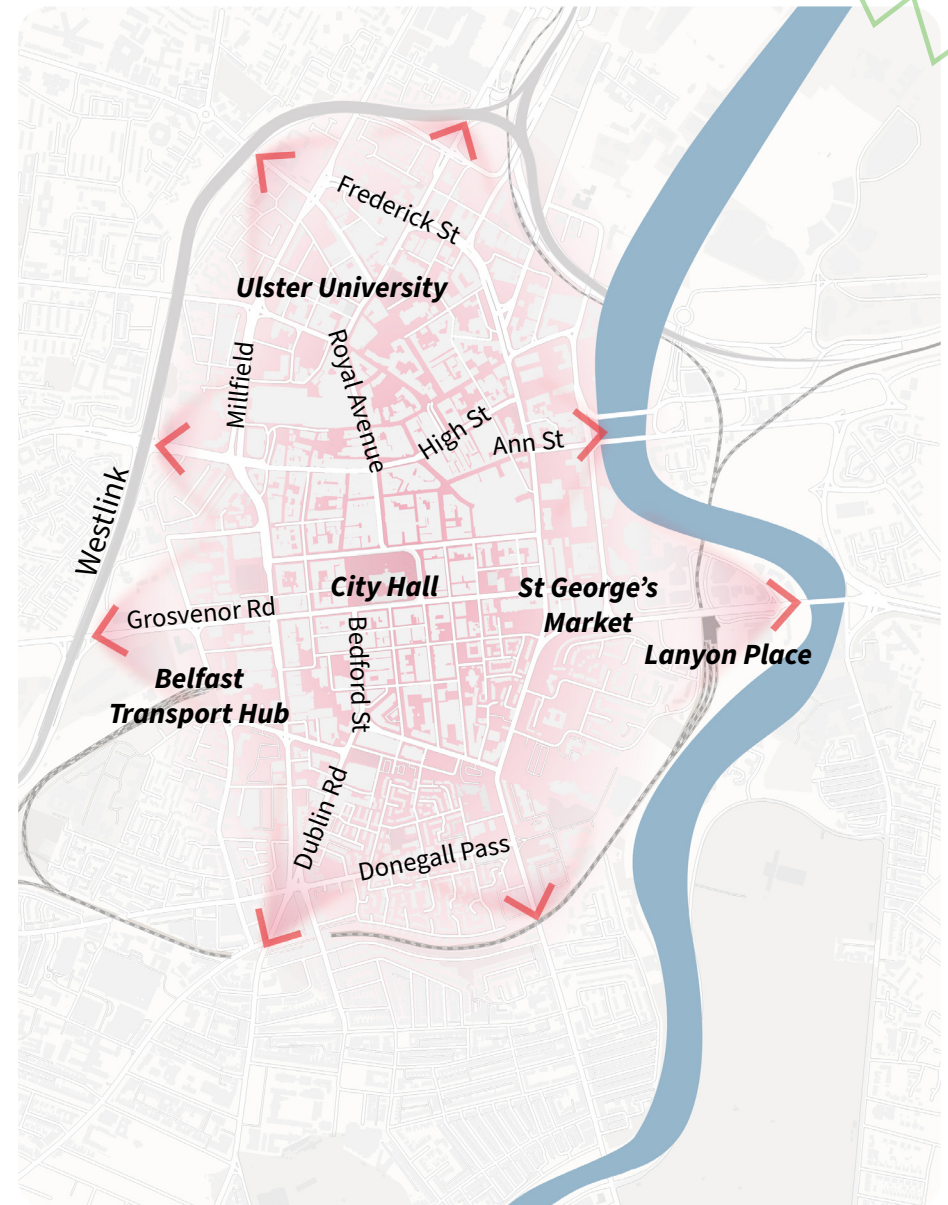 Frederick St
Ulster University
Royal Avenue
Millfield
High St
Ann St
Westlink
City Hall
St George’s
Market
Grosvenor Rd
Bedford St
Lanyon Place
Belfast
Transport Hub
Dublin Rd
Donegall Pass